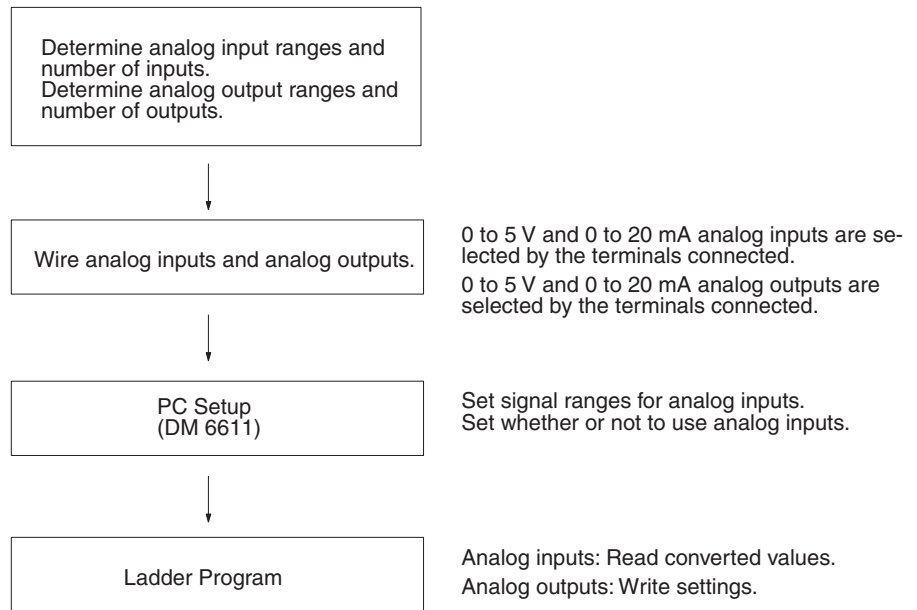 Determine analog input ranges and
number of inputs.
Determine analog output ranges and
number of outputs.
Wire analog inputs and analog outputs.
0 to 5 V and 0 to 20 mA analog inputs are se-
lected by the terminals connected.
0 to 5 V and 0 to 20 mA analog outputs are
selected by the terminals connected.
PC Setup
(DM 6611)
Set signal ranges for analog inputs.
Set whether or not to use analog inputs.
Ladder Program
Analog inputs: Read converted values.
Analog outputs: Write settings.